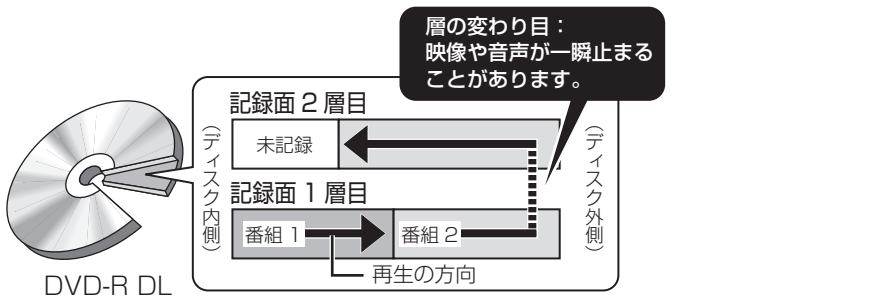 層の変わり目：
映像や音声が一瞬止まる
ことがあります。
記録面 2 層目
未記録
（ディスク内側）
（ディスク外側）
記録面 1 層目
番組 1
番組 2
再生の方向
DVD-R DL